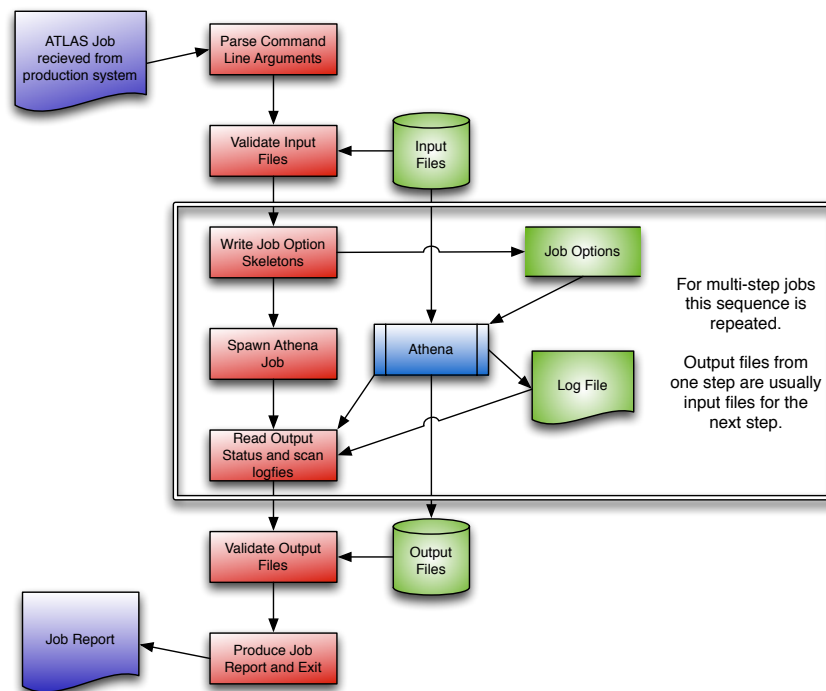 ATLAS Job
recieved from
production system
Parse Command
Line Arguments
Validate Input
Files
Input
Files
Write Job Option
Skeletons
Job Options
For multi-step jobs
this sequence is
repeated.
Output files from
one step are usually
input files for the
next step.
Spawn Athena
Job
Athena
Log File
Read Output
Status and scan
logfies
Validate Output
Files
Output
Files
Job Report
Produce Job
Report and Exit